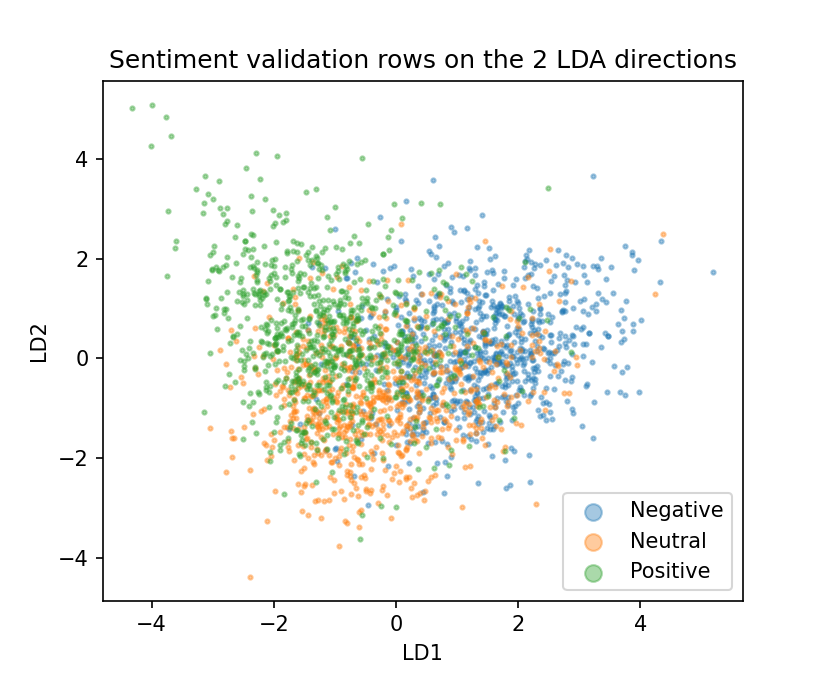 Sentiment validation rows on the 2 LDA directions
LD2
4
2
0
−2
−4
−4
−2
0
2
4
LD1
Negative
Neutral
Positive